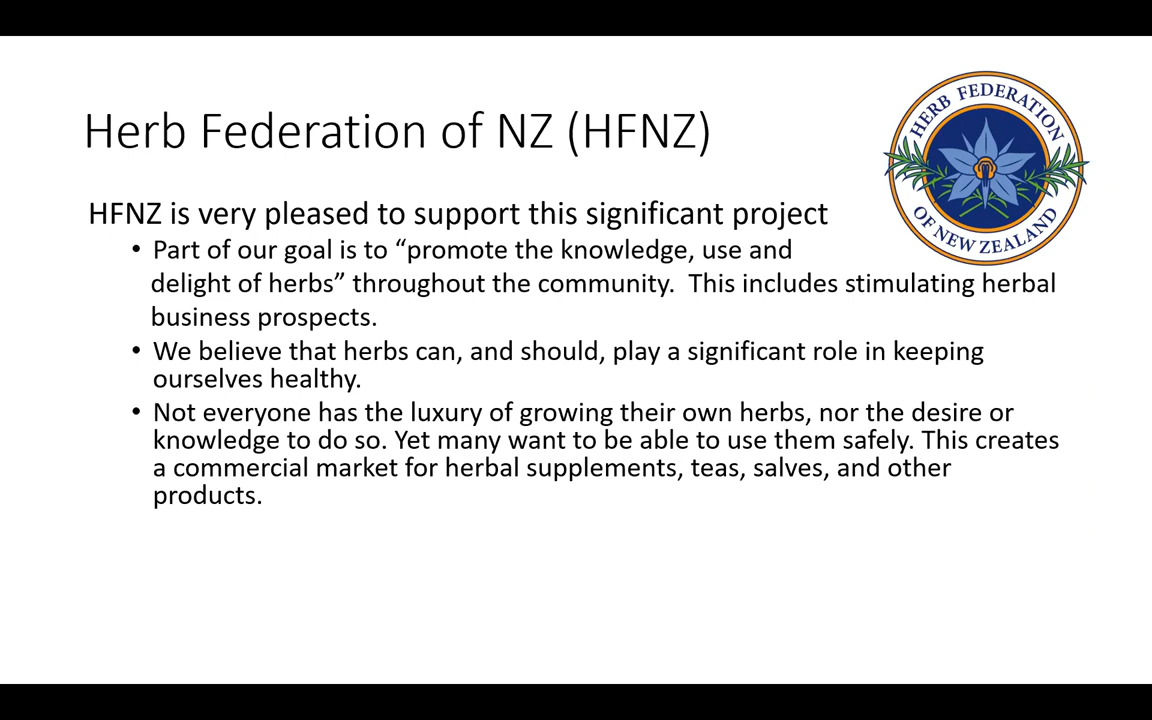 Herb Federation of NZ (HFNZ)
HERB FEDERATION
OF NEW ZEALAND
HFNZ is very pleased to support this significant project
• Part of our goal is to “promote the knowledge, use and
delight of herbs” throughout the community.  This includes stimulating herbal
business prospects.
• We believe that herbs can, and should, play a significant role in keeping
ourselves healthy.
• Not everyone has the luxury of growing their own herbs, nor the desire or
knowledge to do so. Yet many want to be able to use them safely. This creates
a commercial market for herbal supplements, teas, salves, and other
products.